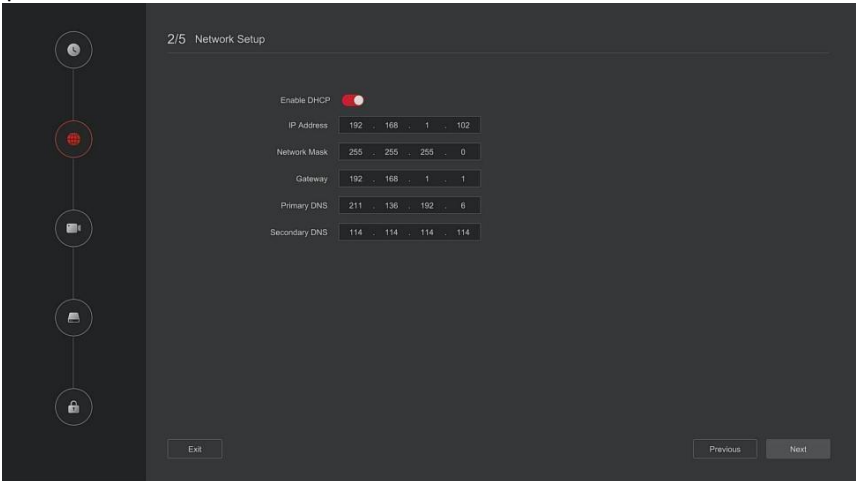 2/5 Network Setup
Enable DHCP
IP Address 192 . 168 . 1 . 102
Network Mask 255 . 255 . 255 . 0
Gateway 192 . 168 . 1 . 1
Primary DNS 211 . 136 . 192 . 6
Secondary DNS 114 . 114 . 114 . 114
Exit Previous Next